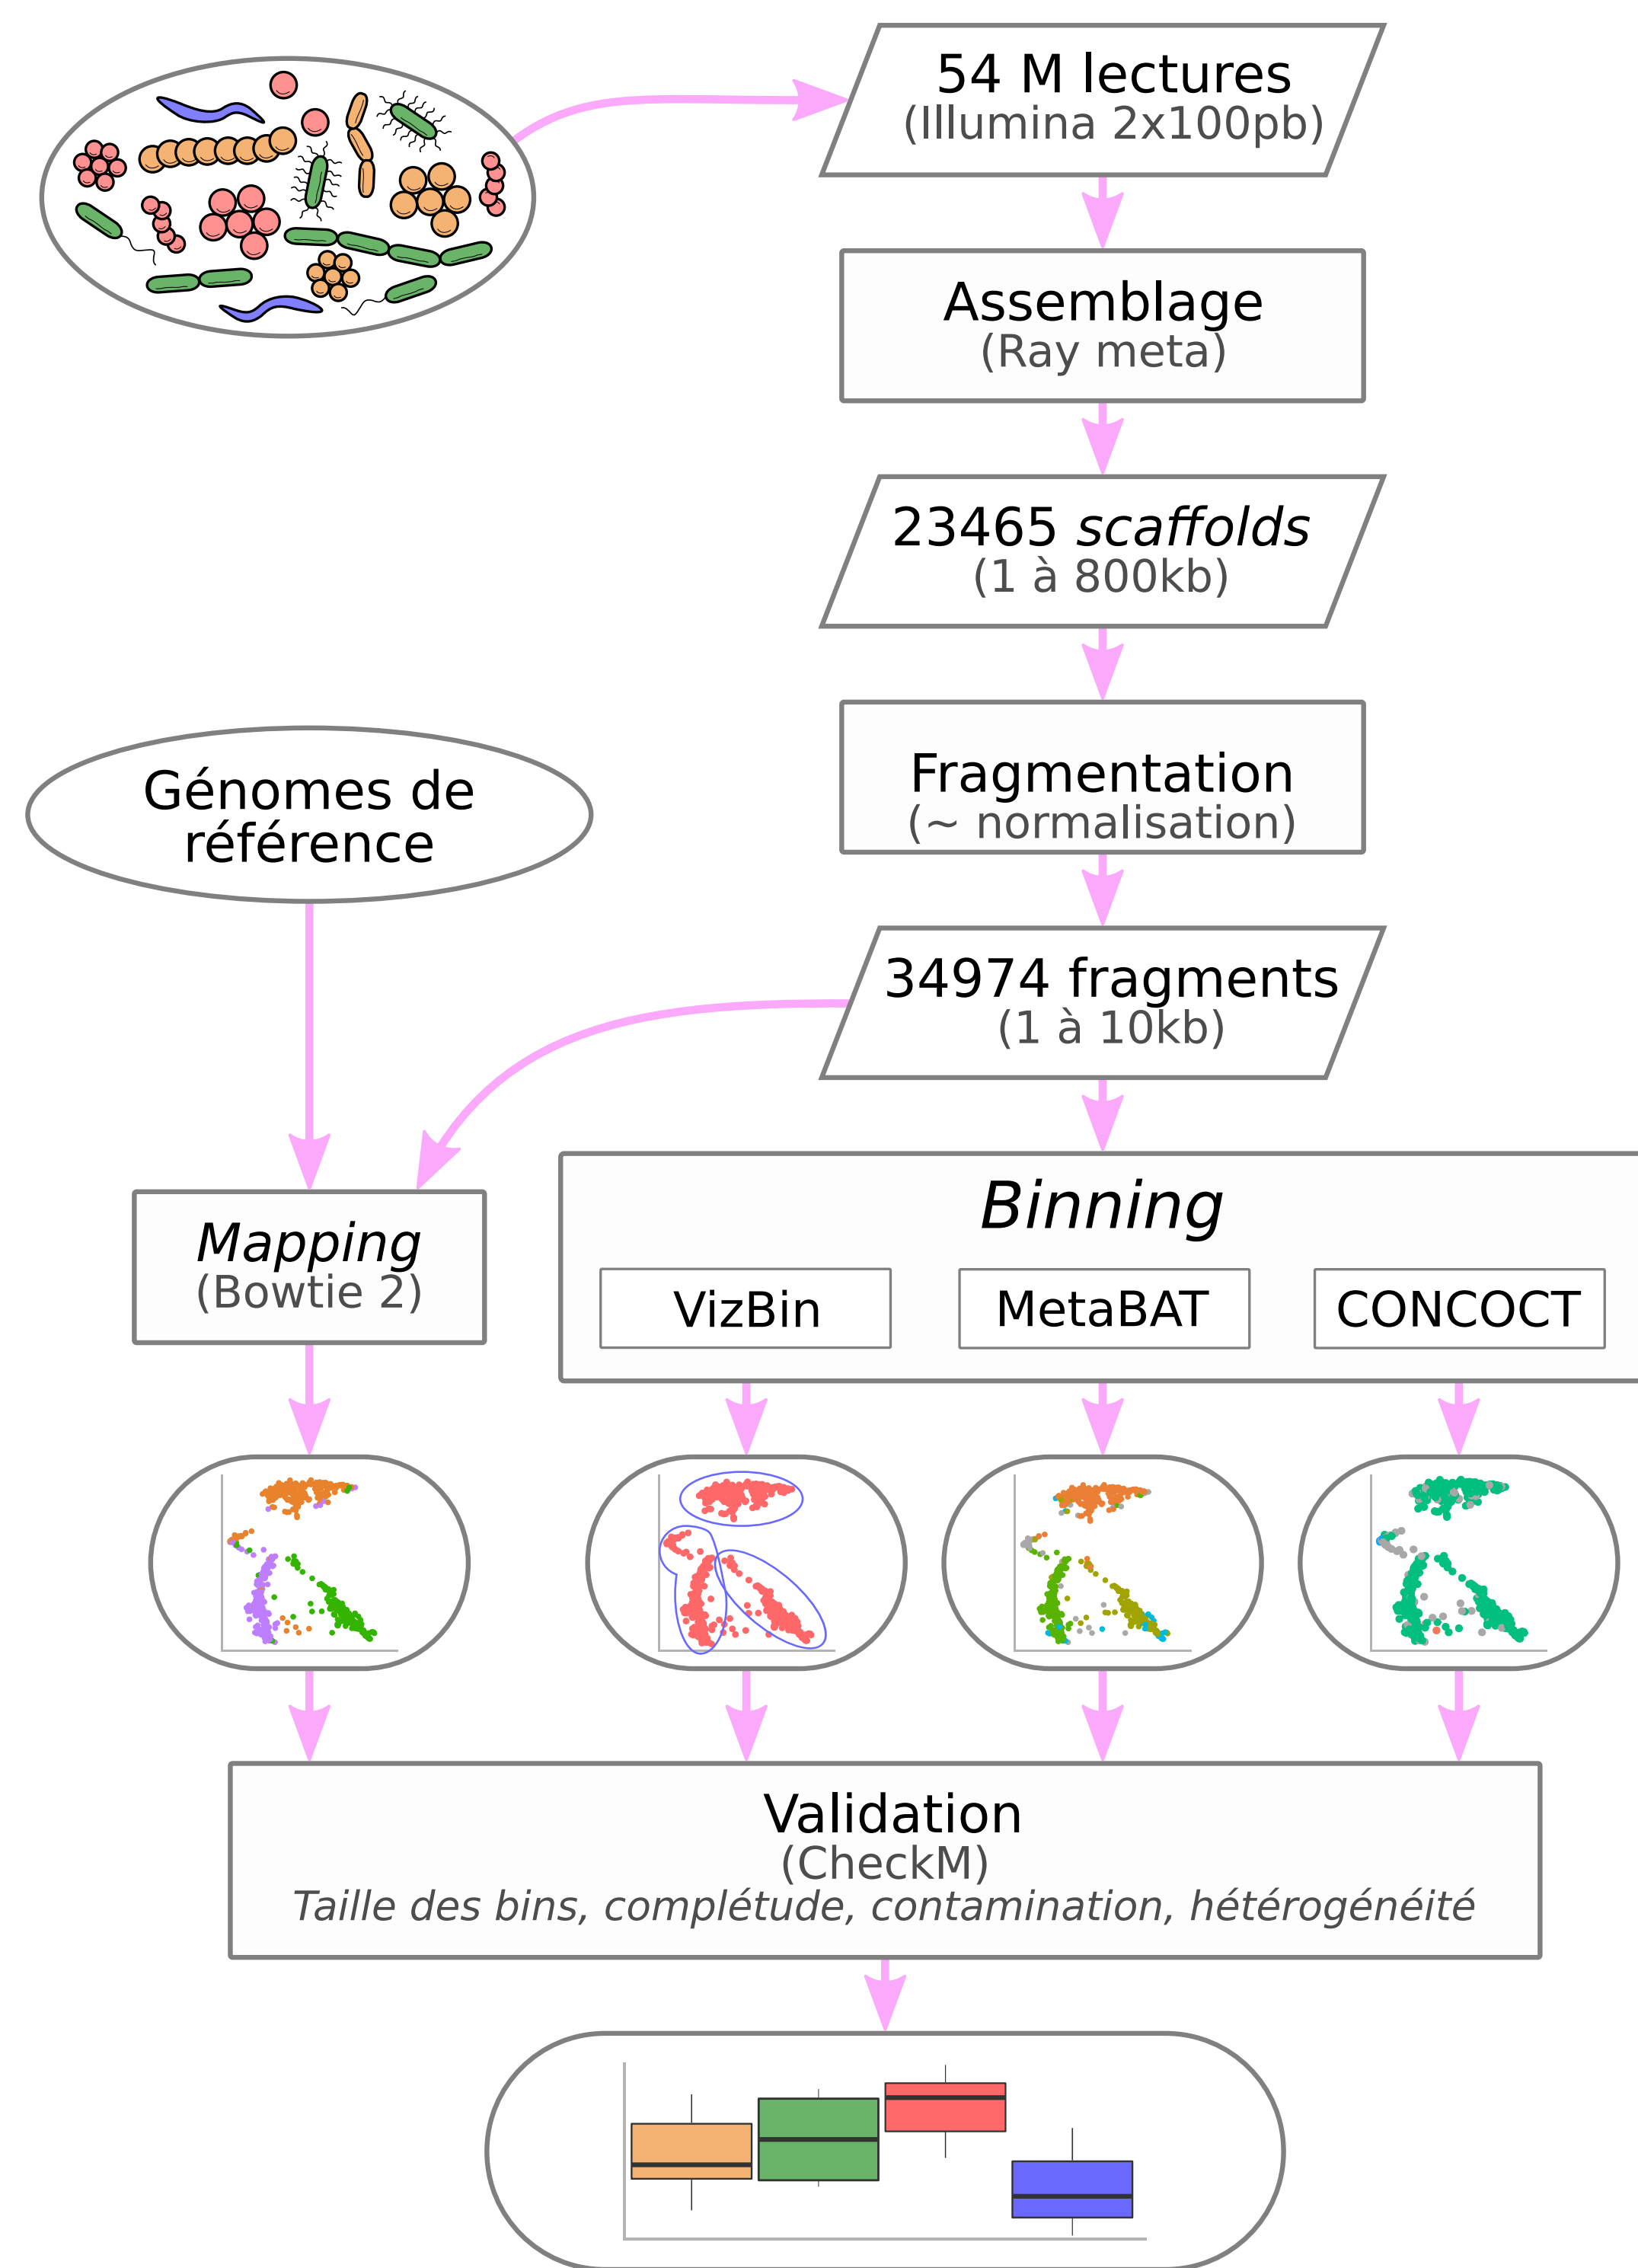 54 M lectures
(Illumina 2x100pb)
Assemblage
(Ray meta)
23465 scaffolds
(1 à 800kb)
Fragmentation
(~ normalisation)
Génomes de
référence
34974 fragments
(1 à 10kb)
Mapping
(Bowtie 2)
Binning
VizBin
MetaBAT
CONCOCT
Validation
(CheckM)
Taille des bins, complétude, contamination, hétérogénéité